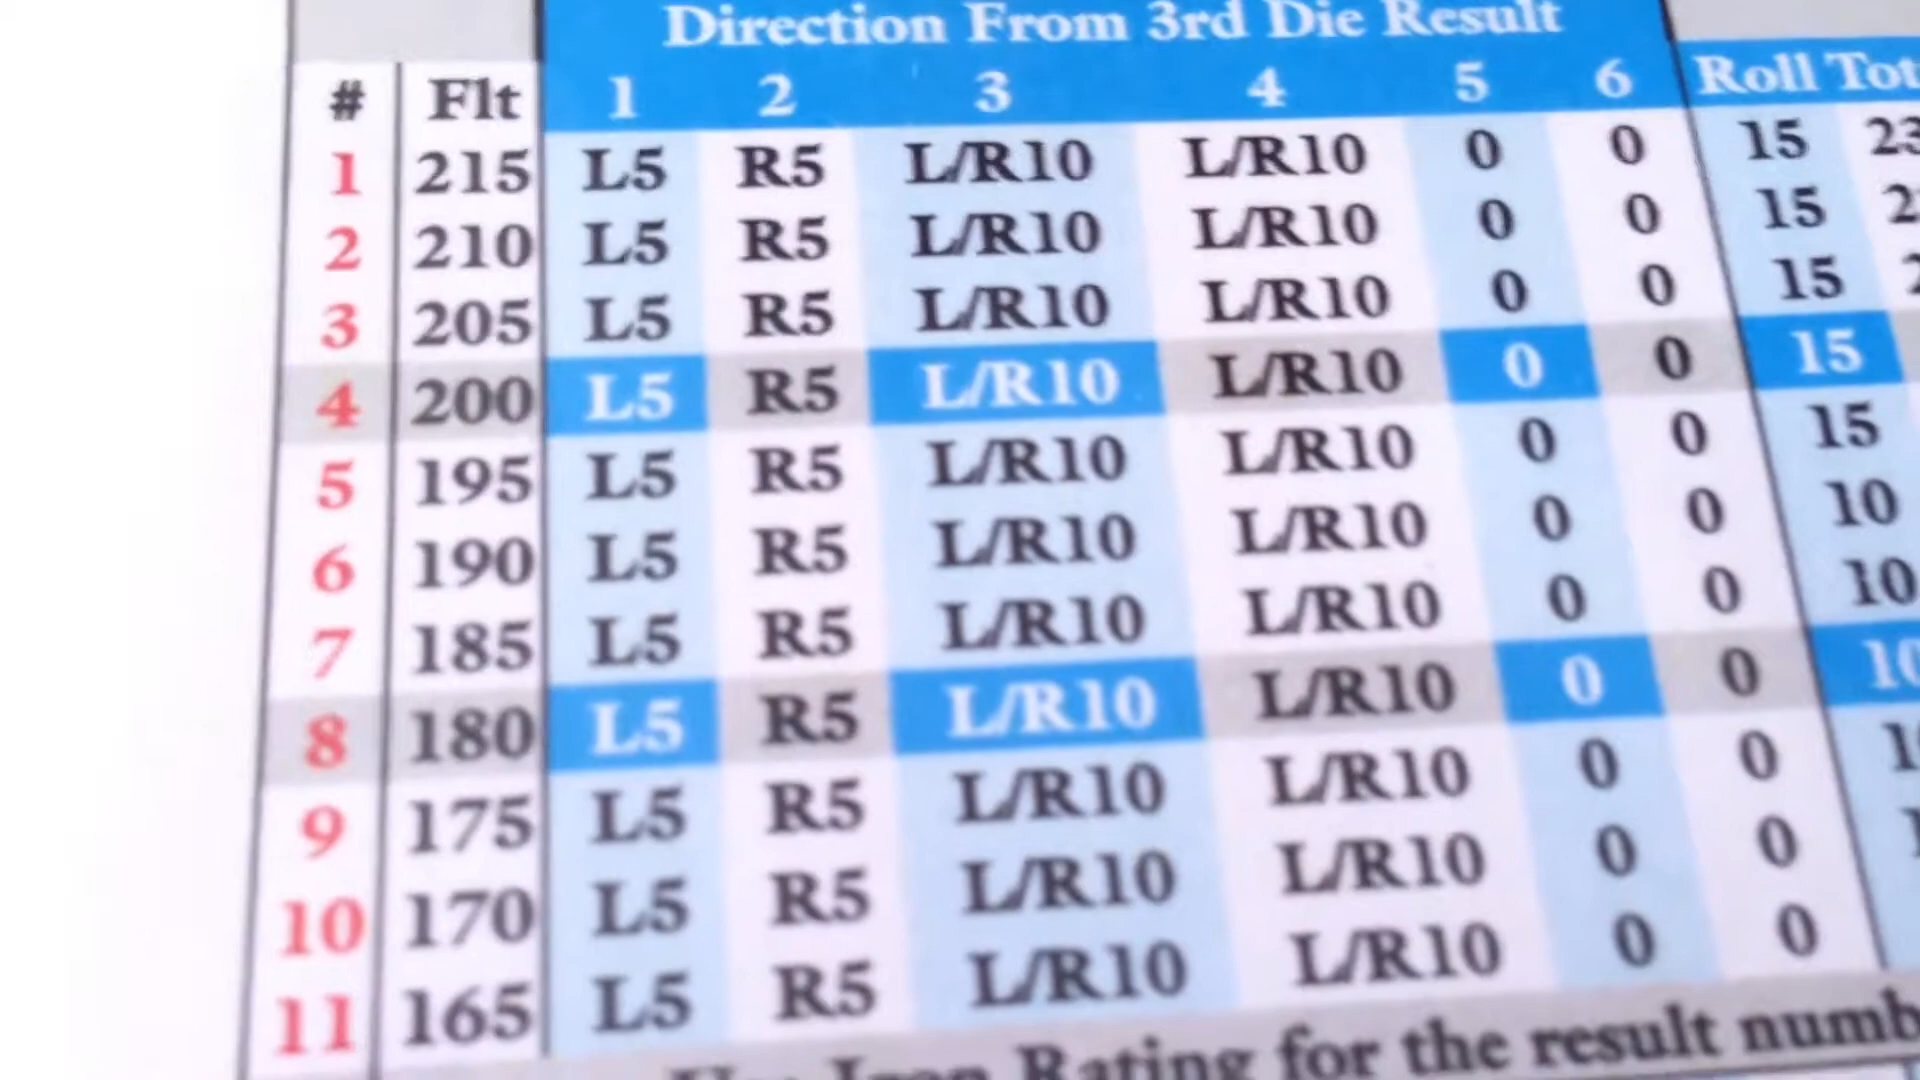 Direction From 3rd Die Result
# Flt 1 2 3 4 5 6 Roll
1 215 L5 R5 L/R10 L/R10 0 0 15
2 210 L5 R5 L/R10 L/R10 0 0 15
3 205 L5 R5 L/R10 L/R10 0 0 15
4 200 L5 R5 L/R10 L/R10 0 0 15
5 195 L5 R5 L/R10 L/R10 0 0 15
6 190 L5 R5 L/R10 L/R10 0 0 10
7 185 L5 R5 L/R10 L/R10 0 0 10
8 180 L5 R5 L/R10 L/R10 0 0 10
9 175 L5 R5 L/R10 L/R10 0 0
10 170 L5 R5 L/R10 L/R10 0 0
11 165 L5 R5 L/R10 L/R10 0 0
Iron Rating for the result